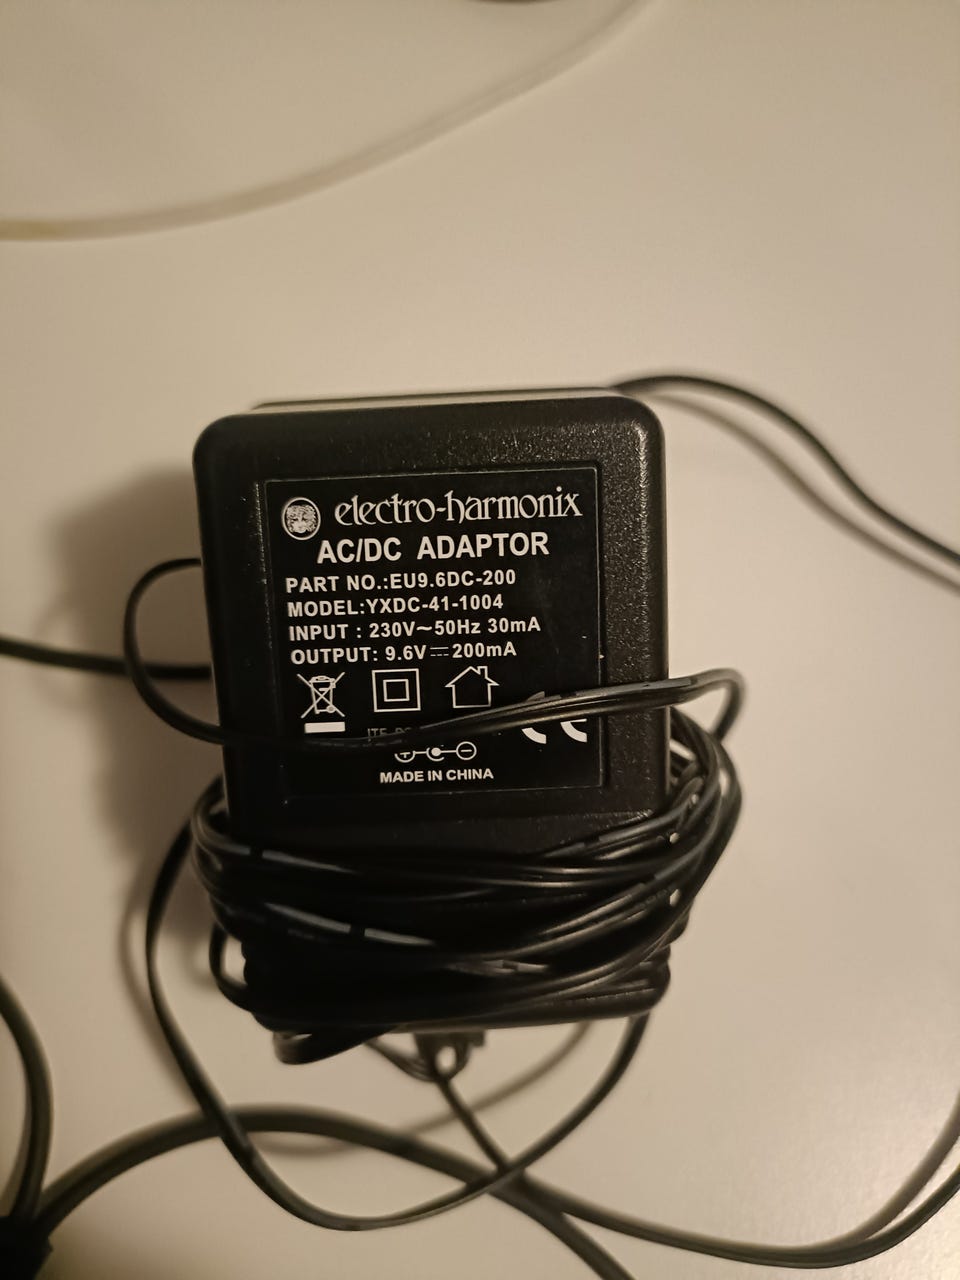 electro-harmonix
AC/DC ADAPTOR
PART NO.:EU9.6DC-200
MODEL:YXDC-41-1004
INPUT : 230V~50Hz 30mA
OUTPUT: 9.6V⎓200mA
CE
MADE IN CHINA